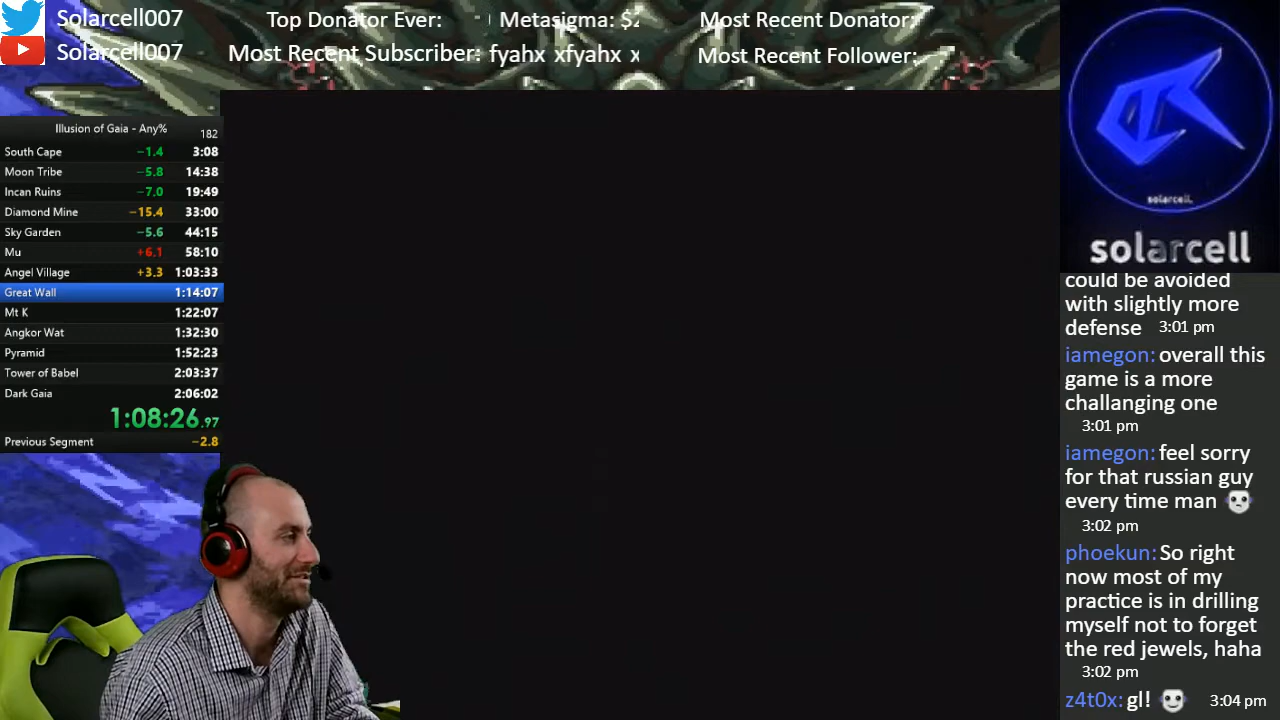 Solarcell007
Solarcell007
Top Donator Ever:
Metasigma: $
Most Recent Donator:
Most Recent Subscriber:
fyahx xfyahx x
Most Recent Follower:
solarcell
solarcell
Illusion of Gaia - Any%
182
South Cape −1.4 3:08
Moon Tribe −5.8 14:38
Incan Ruins −7.0 19:49
Diamond Mine −15.4 33:00
Sky Garden −5.6 44:15
Mu +6.1 58:10
Angel Village +3.3 1:03:33
Great Wall 1:14:07
Mt K 1:22:07
Angkor Wat 1:32:30
Pyramid 1:52:23
Tower of Babel 2:03:37
Dark Gaia 2:06:02
1:08:26.97
Previous Segment −2.8
could be avoided
with slightly more
defense 3:01 pm
iamegon: overall this
game is a more
challanging one
3:01 pm
iamegon: feel sorry
for that russian guy
every time man
3:02 pm
phoekun: So right
now most of my
practice is in drilling
myself not to forget
the red jewels, haha
3:02 pm
z4t0x: gl! 3:04 pm